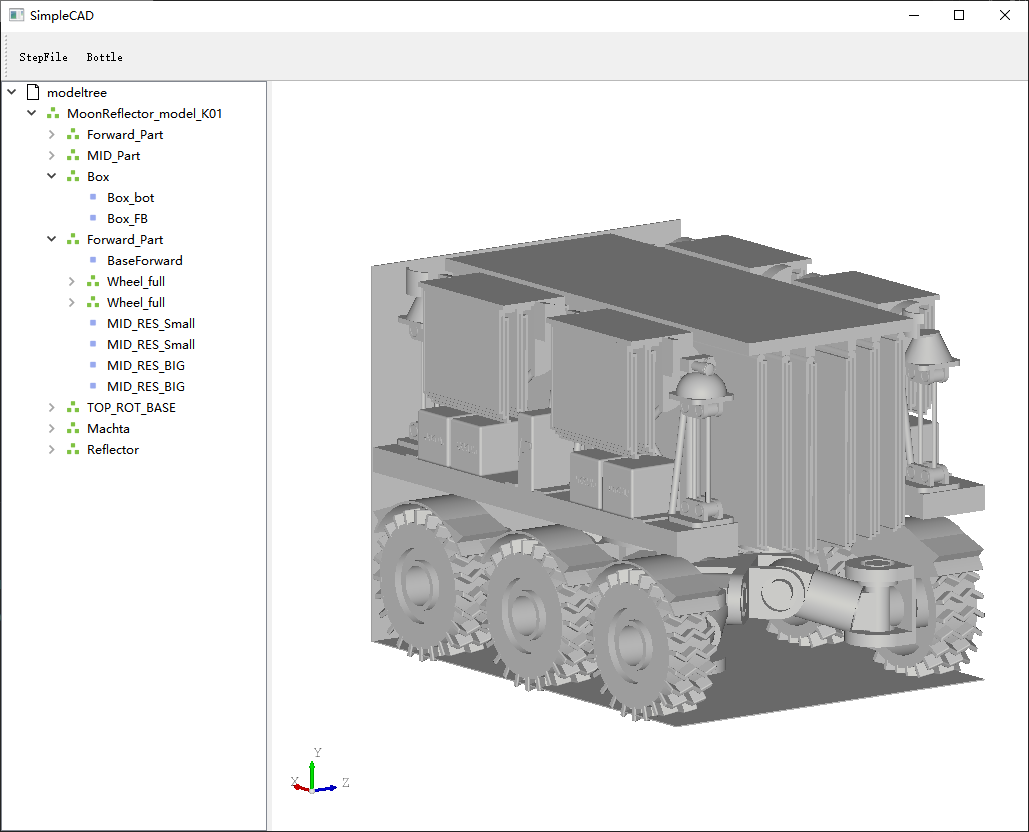 SimpleCAD
StepFile Bottle
modeltree
MoonReflector_model_K01
Forward_Part
MID_Part
Box
Box_bot
Box_FB
Forward_Part
BaseForward
Wheel_full
Wheel_full
MID_RES_Small
MID_RES_Small
MID_RES_BIG
MID_RES_BIG
TOP_ROT_BASE
Machta
Reflector
Y
X
Z